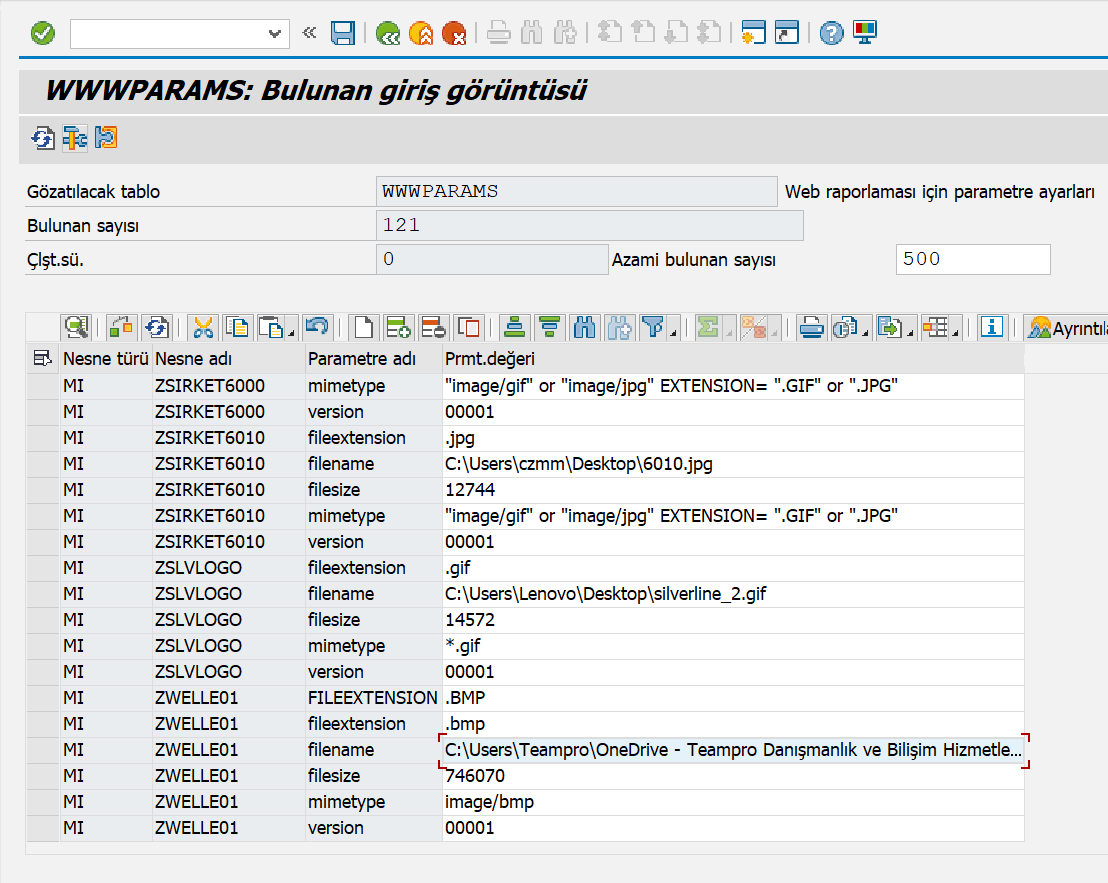 WWWPARAMS: Bulunan giriş görüntüsü
Gözatılacak tablo WWWPARAMS Web raporlaması için parametre ayarları
Bulunan sayısı 121
Çlşt.sü. 0 Azami bulunan sayısı 500
Ayrıntıla
Nesne türü Nesne adı Parametre adı Prmt.değeri
MI ZSIRKET6000 mimetype "image/gif" or "image/jpg" EXTENSION= ".GIF" or ".JPG"
MI ZSIRKET6000 version 00001
MI ZSIRKET6010 fileextension .jpg
MI ZSIRKET6010 filename C:\Users\czmm\Desktop\6010.jpg
MI ZSIRKET6010 filesize 12744
MI ZSIRKET6010 mimetype "image/gif" or "image/jpg" EXTENSION= ".GIF" or ".JPG"
MI ZSIRKET6010 version 00001
MI ZSLVLOGO fileextension .gif
MI ZSLVLOGO filename C:\Users\Lenovo\Desktop\silverline_2.gif
MI ZSLVLOGO filesize 14572
MI ZSLVLOGO mimetype *.gif
MI ZSLVLOGO version 00001
MI ZWELLE01 FILEEXTENSION .BMP
MI ZWELLE01 fileextension .bmp
MI ZWELLE01 filename C:\Users\Teampro\OneDrive - Teampro Danışmanlık ve Bilişim Hizmetle...
MI ZWELLE01 filesize 746070
MI ZWELLE01 mimetype image/bmp
MI ZWELLE01 version 00001